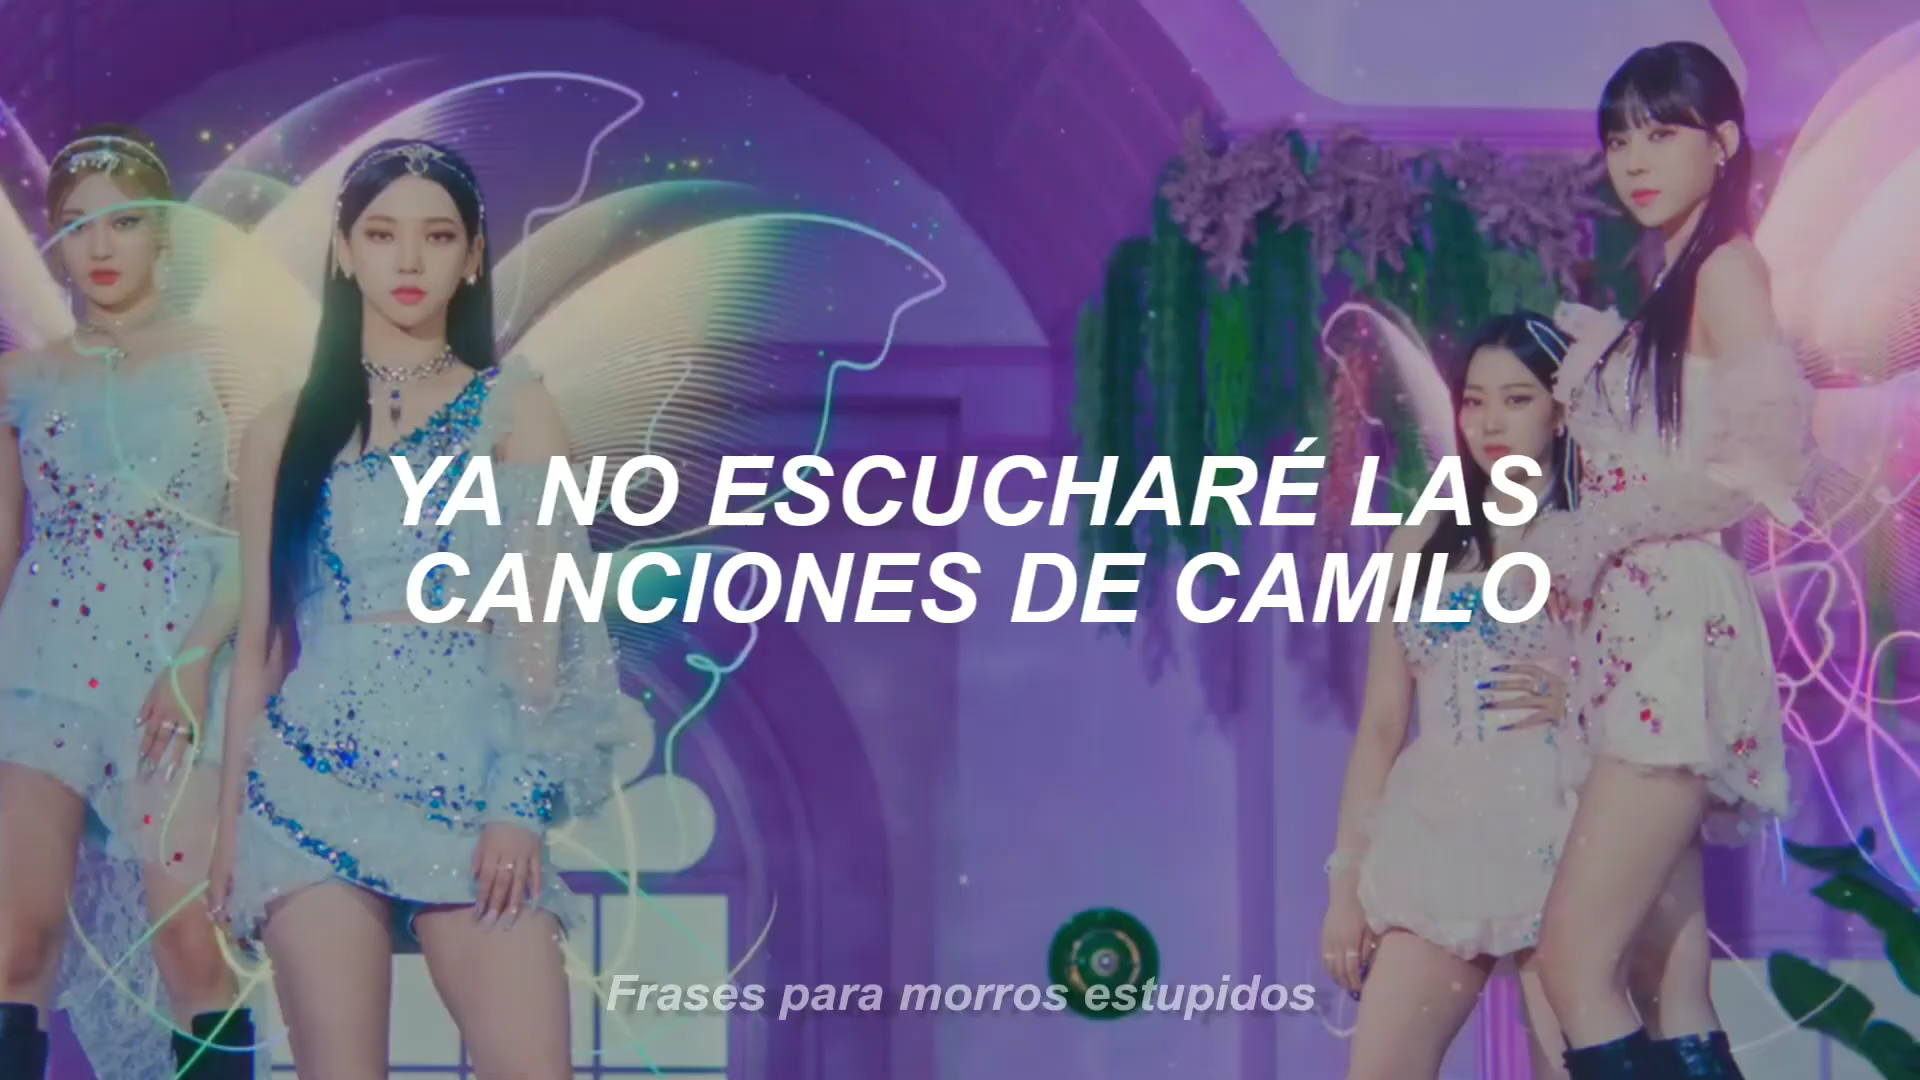 YA NO ESCUCHARÉ LAS
CANCIONES DE CAMILO
Frases para morros estupidos